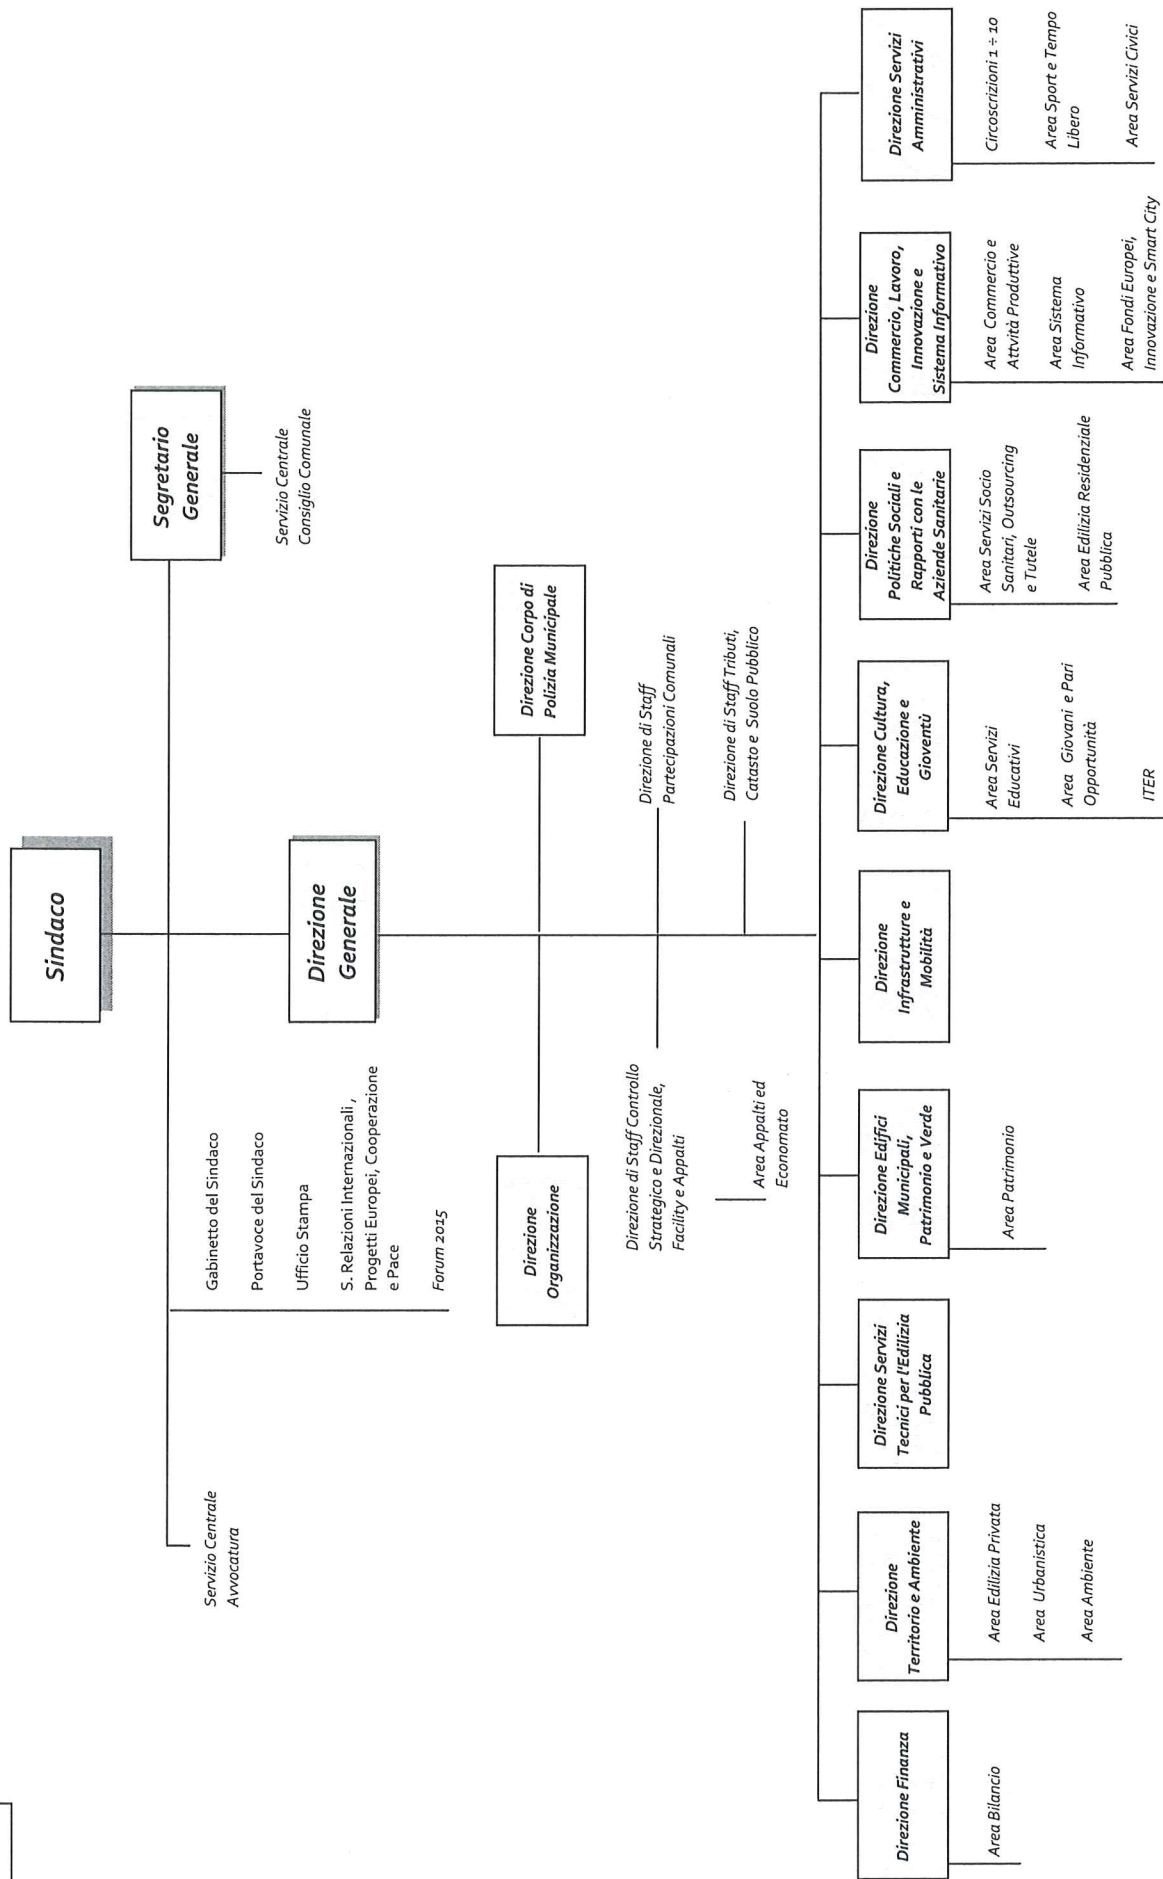 Sindaco
Segretario
Generale
Servizio Centrale
Consiglio Comunale
Servizio Centrale
Avvocatura
Gabinetto del Sindaco
Portavoce del Sindaco
Ufficio Stampa
S. Relazioni Internazionali ,
Progetti Europei, Cooperazione
e Pace
Forum 2015
Direzione
Generale
Direzione
Organizzazione
Direzione Corpo di
Polizia Municipale
Direzione di Staff Controllo
Strategico e Direzionale,
Facility e Appalti
Area Appalti ed
Economato
Direzione di Staff
Partecipazioni Comunali
Direzione di Staff Tributi,
Catasto e Suolo Pubblico
Direzione Finanza
Area Bilancio
Direzione
Territorio e Ambiente
Area Edilizia Privata
Area Urbanistica
Area Ambiente
Direzione Servizi
Tecnici per l'Edilizia
Pubblica
Direzione Edifici
Municipali,
Patrimonio e Verde
Area Patrimonio
Direzione
Infrastrutture e
Mobilità
Direzione Cultura,
Educazione e
Gioventù
Area Servizi
Educativi
Area Giovani e Pari
Opportunità
ITER
Direzione
Politiche Sociali e
Rapporti con le
Aziende Sanitarie
Area Servizi Socio
Sanitari, Outsourcing
e Tutele
Area Edilizia Residenziale
Pubblica
Direzione
Commercio, Lavoro,
Innovazione e
Sistema Informativo
Area Commercio e
Attvità Produttive
Area Sistema
Informativo
Area Fondi Europei,
Innovazione e Smart City
Direzione Servizi
Amministrativi
Circoscrizioni 1 ÷ 10
Area Sport e Tempo
Libero
Area Servizi Civici